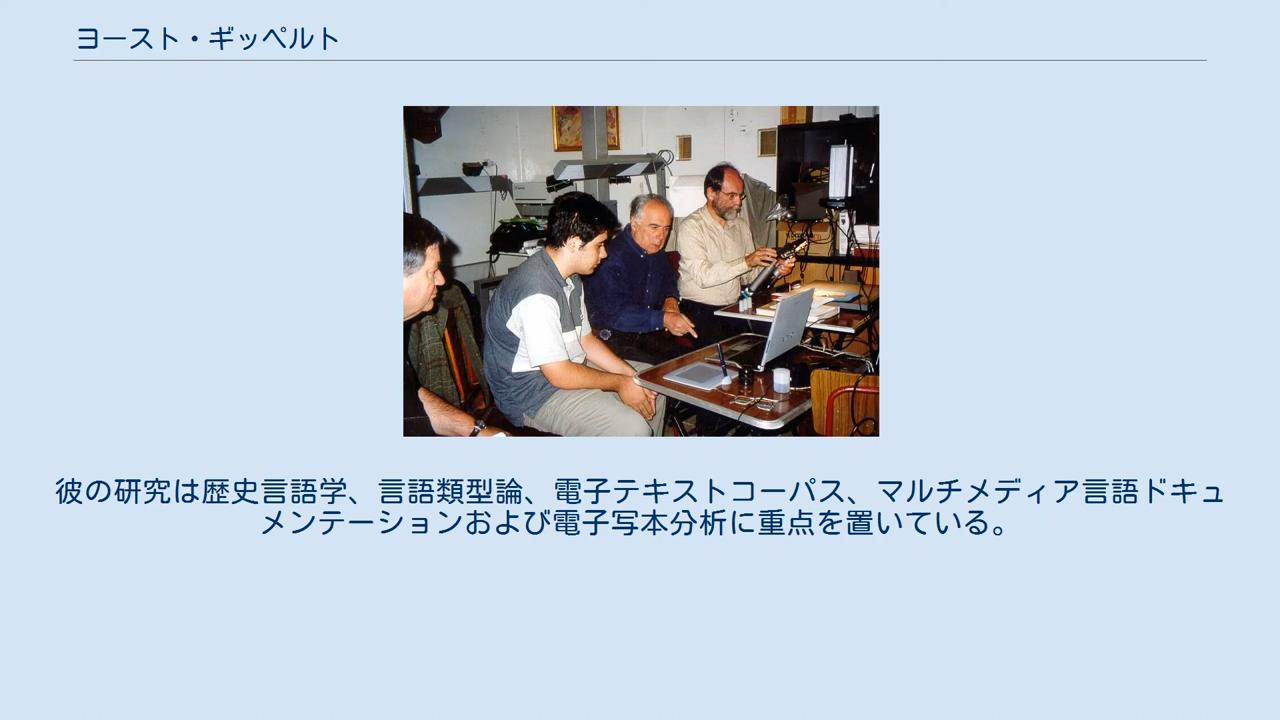 ヨースト・ギッペルト
彼の研究は歴史言語学、言語類型論、電子テキストコーパス、マルチメディア言語ドキュ
メンテーションおよび電子写本分析に重点を置いている。